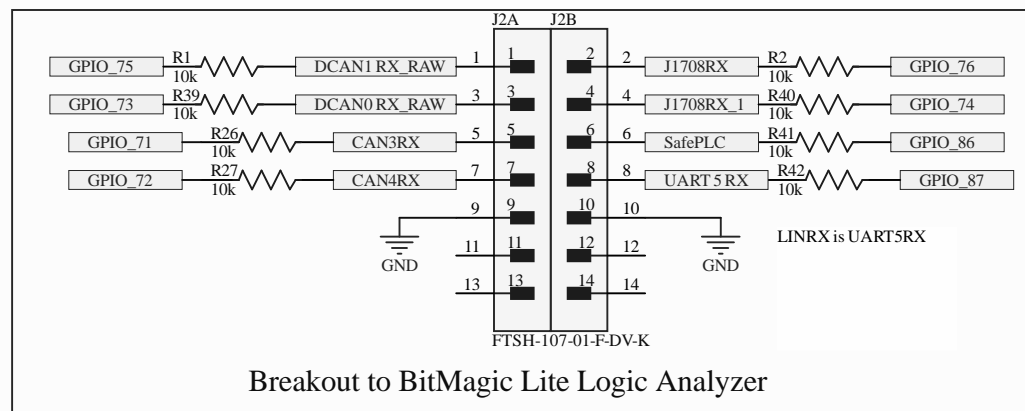 J2A J2B
GPIO_75 R1 10k DCAN1 RX_RAW 1 1 2 2 J1708RX R2 10k GPIO_76
GPIO_73 R39 10k DCAN0 RX_RAW 3 3 4 4 J1708RX_1 R40 10k GPIO_74
GPIO_71 R26 10k CAN3RX 5 5 6 6 SafePLC R41 10k GPIO_86
GPIO_72 R27 10k CAN4RX 7 7 8 8 UART 5 RX R42 10k GPIO_87
9 9 10 10
GND GND LINRX is UART5RX
11 11 12 12
13 13 14 14
FTSH-107-01-F-DV-K
Breakout to BitMagic Lite Logic Analyzer